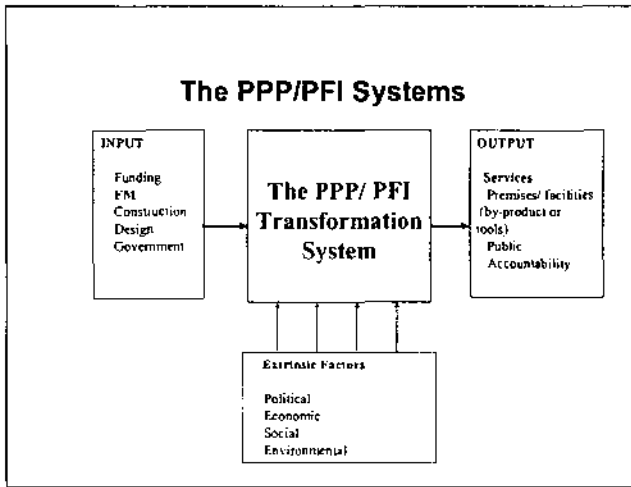 The PPP/PFI Systems
INPUT
Funding
FM
Construction
Design
Government
The PPP/ PFI
Transformation
System
OUTPUT
Services
Premises/ facilities
(by-product or
tools)
Public
Accountability
Extrinsic Factors
Political
Economic
Social
Environmental